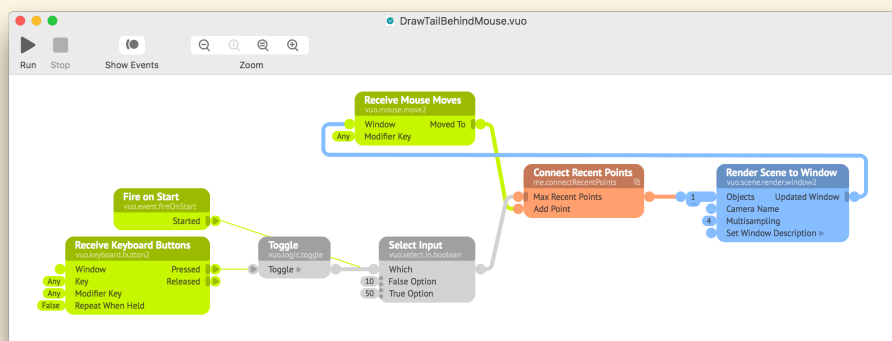 DrawTailBehindMouse.vuo
Run
Stop
Show Events
Zoom
Receive Mouse Moves
vuo.mouse.move2
Window Moved To
Any Modifier Key
Connect Recent Points
me.connectRecentPoints
Max Recent Points
Add Point
Render Scene to Window
vuo.scene.render.window2
1 Objects Updated Window
Camera Name
4 Multisampling
Set Window Description
Fire on Start
vuo.event.fireOnStart
Started
Receive Keyboard Buttons
vuo.keyboard.button2
Window Pressed
Any Key Released
Any Modifier Key
False Repeat When Held
Toggle
vuo.logic.toggle
Toggle
Select Input
vuo.select.in.boolean
Which
10 False Option
50 True Option